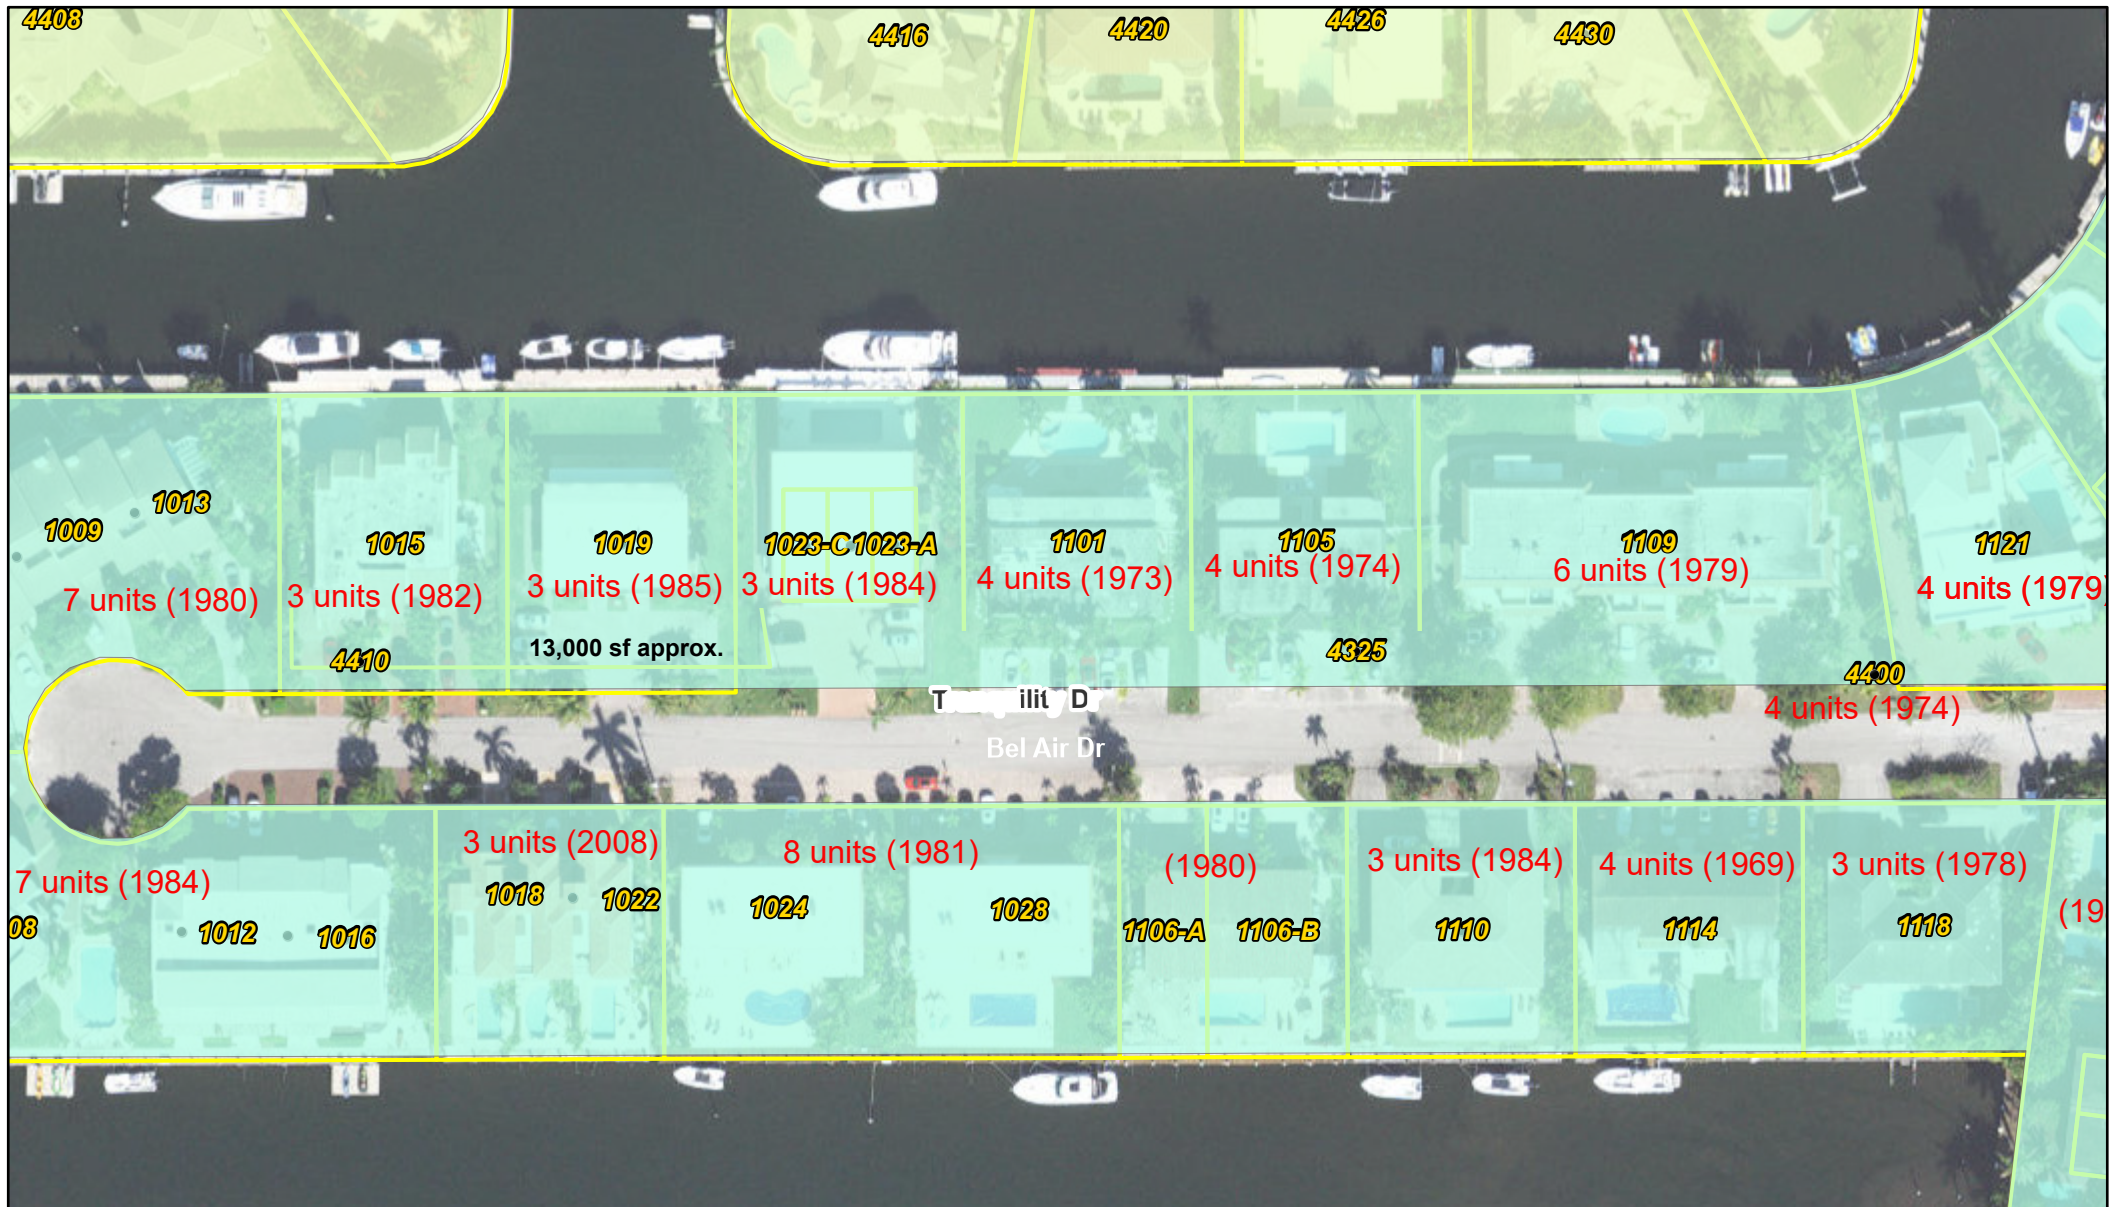 4408
4416
4420
4426
4430
1009
1013
7 units (1980)
1015
3 units (1982)
1019
3 units (1985)
1023-C 1023-A
3 units (1984)
1101
4 units (1973)
1105
4 units (1974)
1109
6 units (1979)
1121
4 units (1979)
4410
13,000 sf approx.
4325
4400
4 units (1974)
Bel Air Dr
7 units (1984)
08
1012
1016
3 units (2008)
1018
1022
8 units (1981)
1024
1028
(1980)
1106-A
1106-B
3 units (1984)
1110
4 units (1969)
1114
3 units (1978)
1118
(19